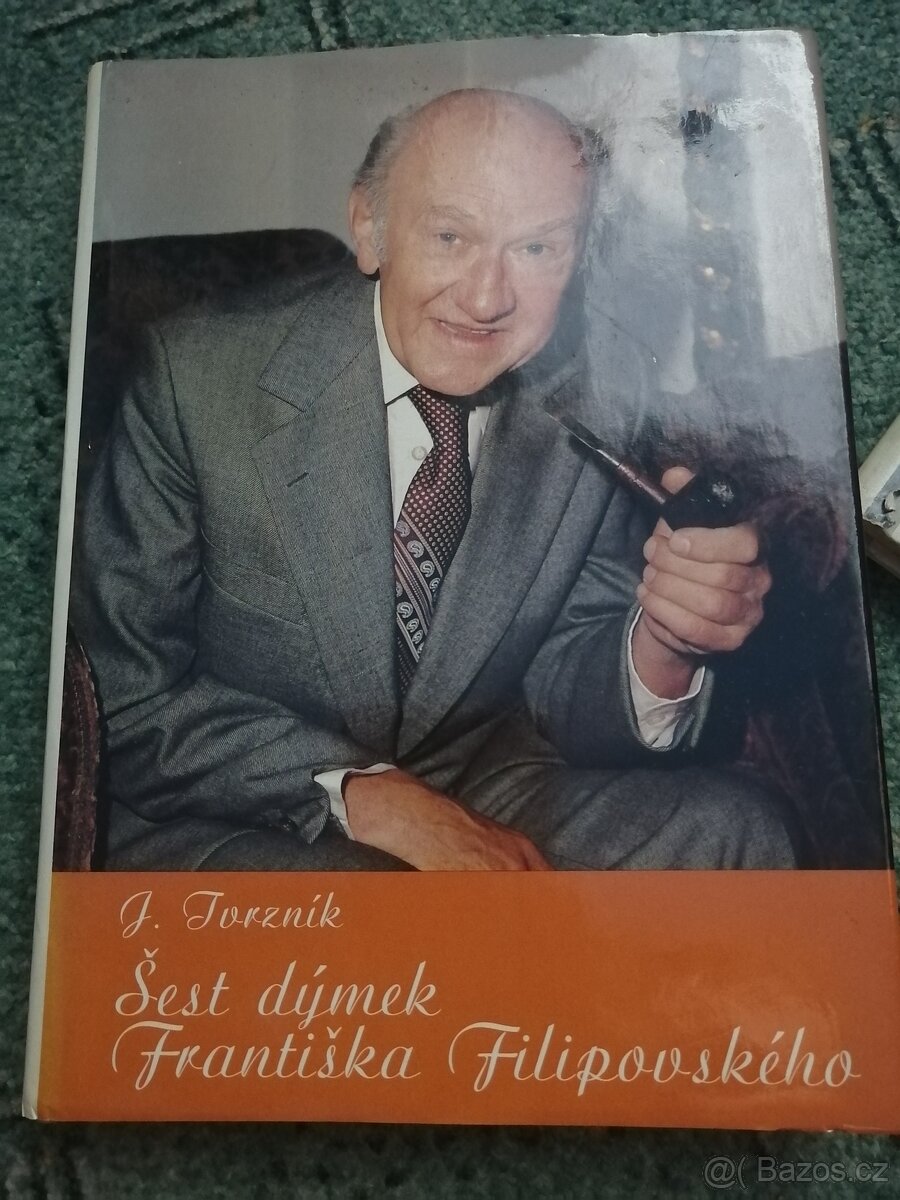 J. Tvrzník
Šest dýmek
Františka Filipovského
@( Bazos.cz